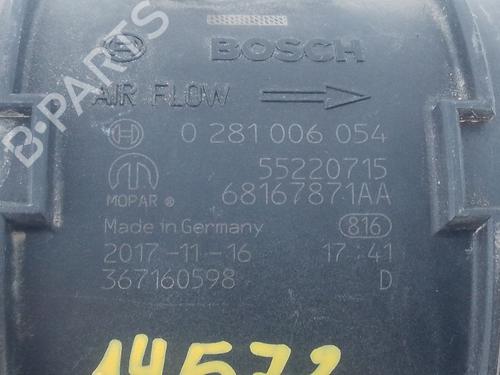 BOSCH
AIR FLOW
0 281 006 054
55220715
MOPAR® 68167871AA
Made in Germany 816
2017-11-16 17:41
367160598 D
14572
B-PARTS